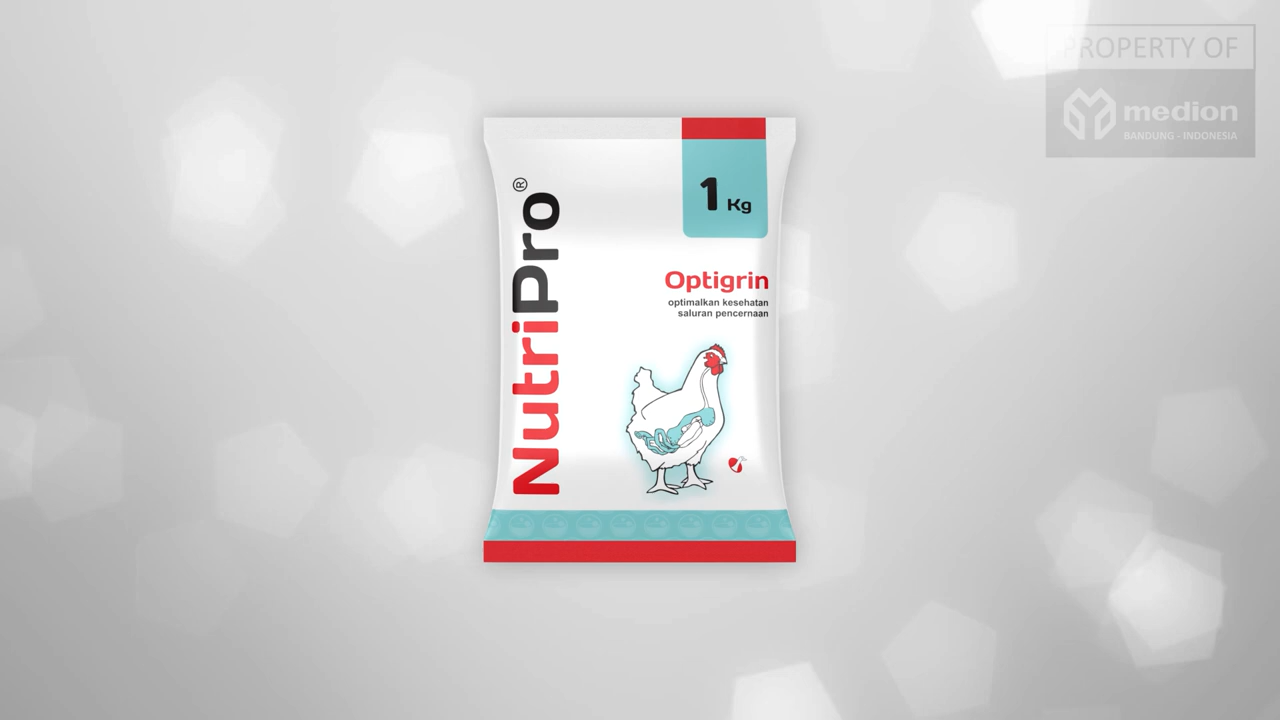 PROPERTY OF
medion
BANDUNG - INDONESIA
1 Kg
NutriPro®
Optigrin
optimalkan kesehatan
saluran pencernaan